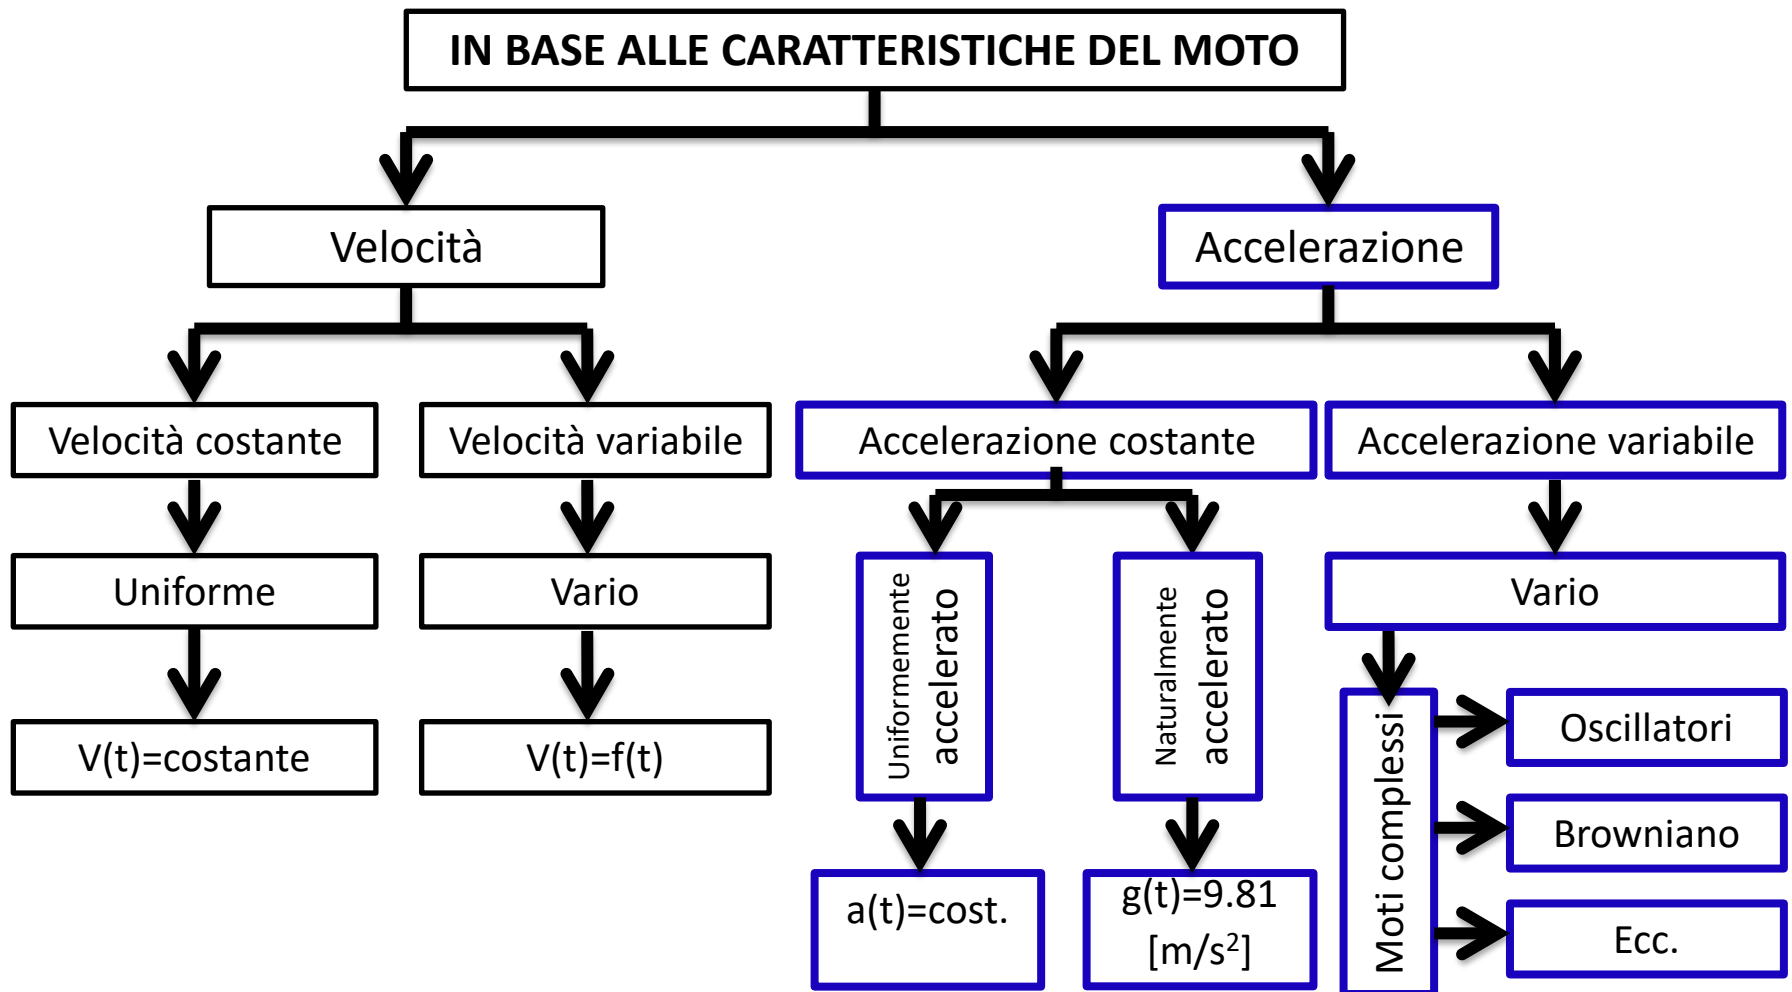 IN BASE ALLE CARATTERISTICHE DEL MOTO
Velocità
Accelerazione
Velocità costante
Velocità variabile
Accelerazione costante
Accelerazione variabile
Uniforme
Vario
Uniformemente
accelerato
Naturalmente
accelerato
Vario
V(t)=costante
V(t)=f(t)
a(t)=cost.
g(t)=9.81
[m/s²]
Moti complessi
Oscillatori
Browniano
Ecc.